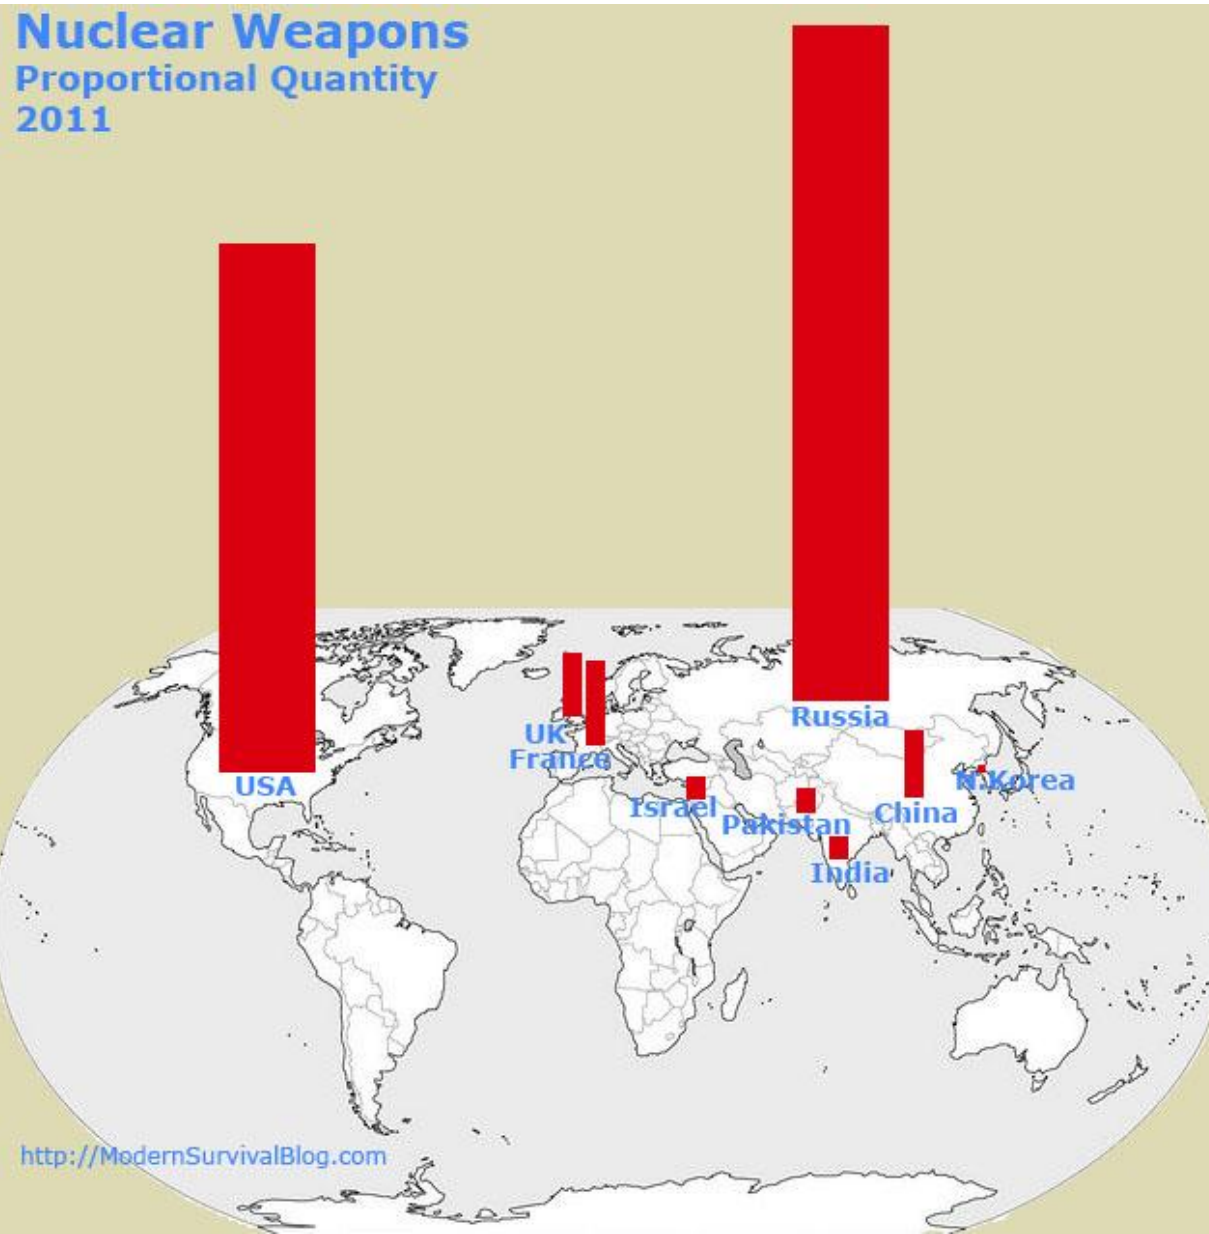 Nuclear Weapons
Proportional Quantity
2011
USA
UK
France
Russia
Israel
Pakistan
India
China
N.Korea
http://ModernSurvivalBlog.com